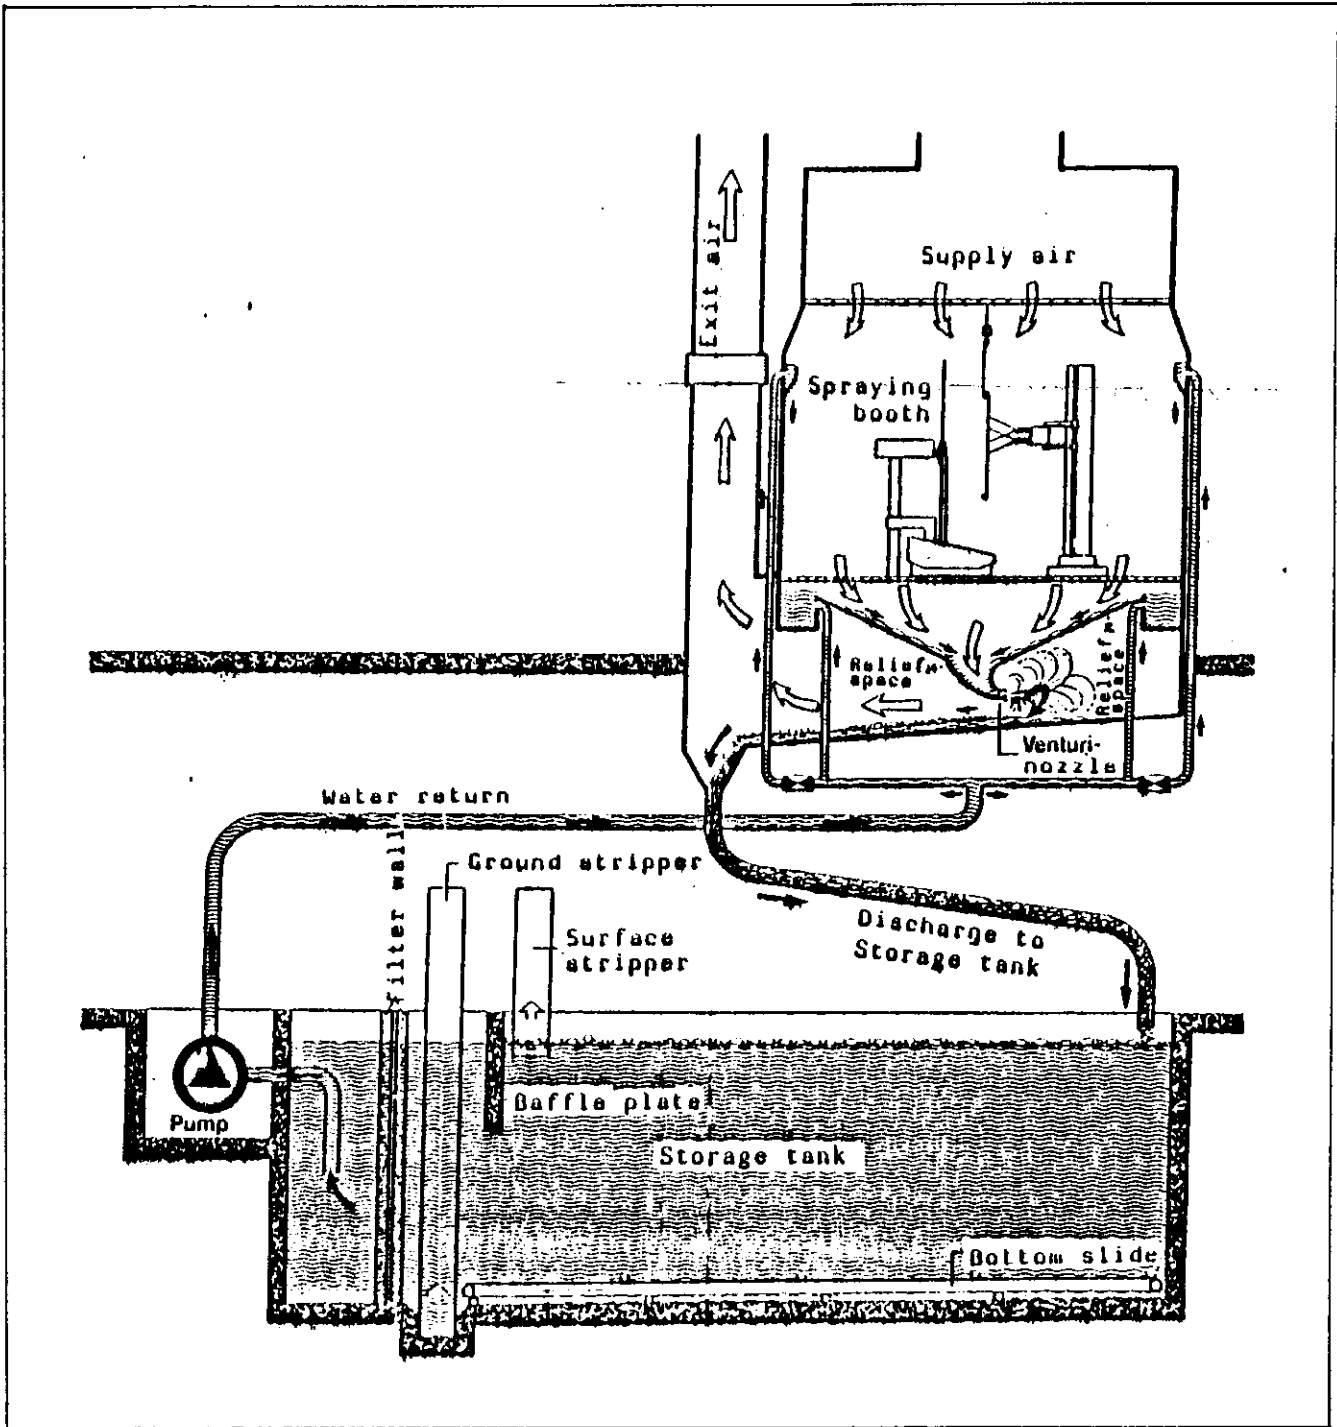 Supply air
Exit air
Spraying
booth
Relief-
space
Relief-
space
Venturi-
nozzle
Water return
Filter wall
Ground stripper
Surface
stripper
Discharge to
Storage tank
Pump
Baffle plate
Storage tank
Bottom slide